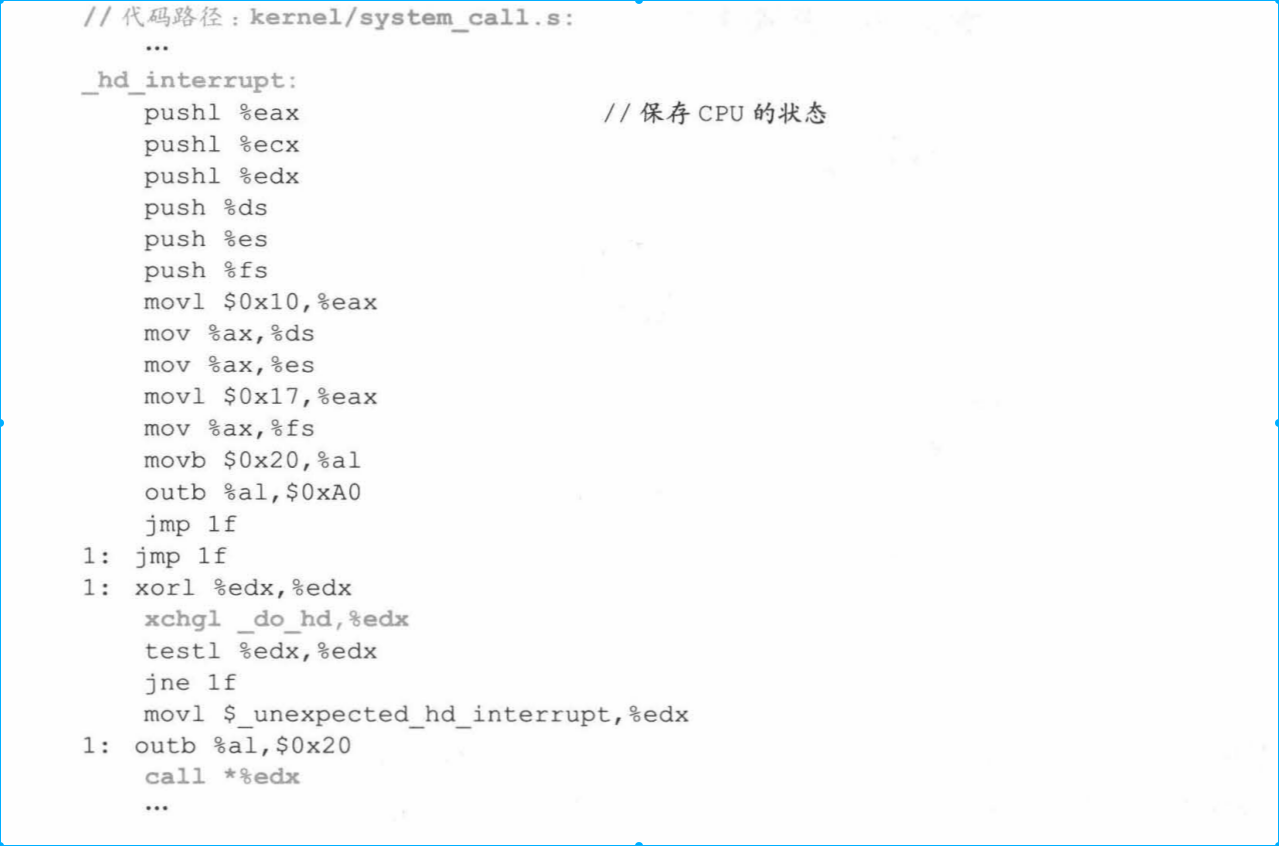 // 代码路径：kernel/system_call.s:
...
_hd_interrupt:
pushl %eax // 保存 CPU 的状态
pushl %ecx
pushl %edx
push %ds
push %es
push %fs
movl $0x10,%eax
mov %ax,%ds
mov %ax,%es
movl $0x17,%eax
mov %ax,%fs
movb $0x20,%al
outb %al,$0xA0
jmp 1f
1: jmp 1f
1: xorl %edx,%edx
xchgl _do_hd,%edx
testl %edx,%edx
jne 1f
movl $_unexpected_hd_interrupt,%edx
1: outb %al,$0x20
call *%edx
...